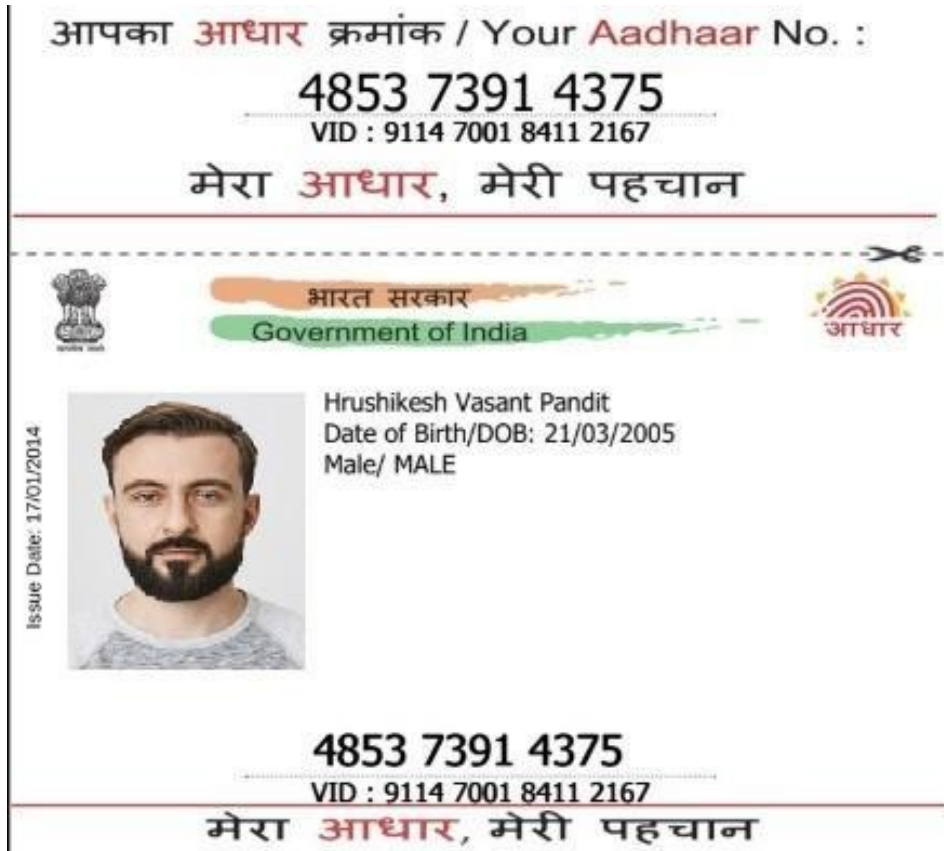 आपका आधार क्रमांक / Your Aadhaar No. :
4853 7391 4375
VID : 9114 7001 8411 2167
मेरा आधार, मेरी पहचान
भारत सरकार
Government of India
आधार
Hrushikesh Vasant Pandit
Date of Birth/DOB: 21/03/2005
Male/ MALE
Issue Date: 17/01/2014
4853 7391 4375
VID : 9114 7001 8411 2167
मेरा आधार, मेरी पहचान